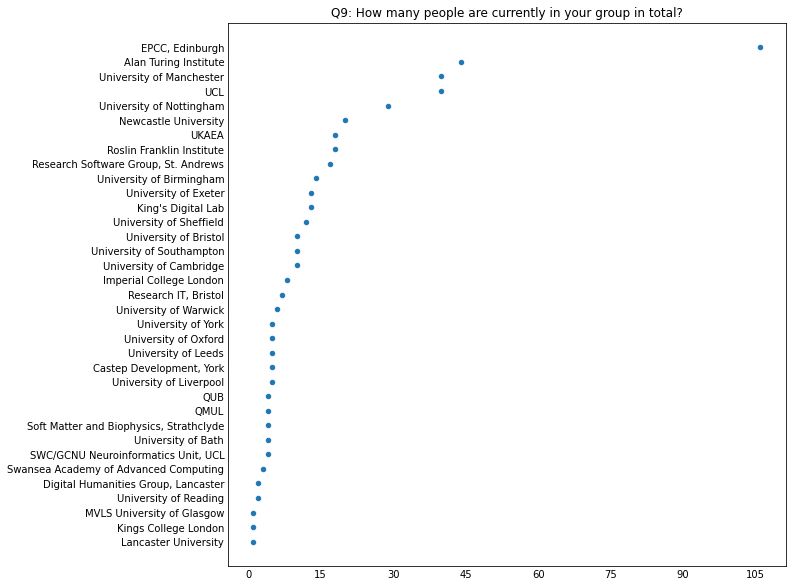 Q9: How many people are currently in your group in total?
EPCC, Edinburgh
Alan Turing Institute
University of Manchester
UCL
University of Nottingham
Newcastle University
UKAEA
Roslin Franklin Institute
Research Software Group, St. Andrews
University of Birmingham
University of Exeter
King's Digital Lab
University of Sheffield
University of Bristol
University of Southampton
University of Cambridge
Imperial College London
Research IT, Bristol
University of Warwick
University of York
University of Oxford
University of Leeds
Castep Development, York
University of Liverpool
QUB
QMUL
Soft Matter and Biophysics, Strathclyde
University of Bath
SWC/GCNU Neuroinformatics Unit, UCL
Swansea Academy of Advanced Computing
Digital Humanities Group, Lancaster
University of Reading
MVLS University of Glasgow
Kings College London
Lancaster University
0 15 30 45 60 75 90 105